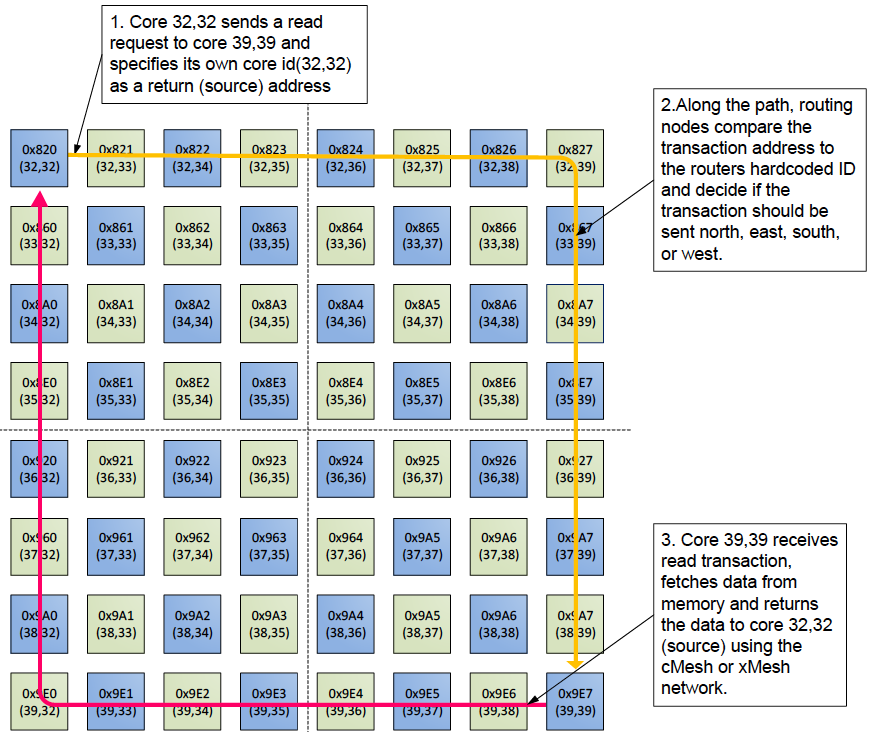 1. Core 32,32 sends a read
request to core 39,39 and
specifies its own core id(32,32)
as a return (source) address
2.Along the path, routing
nodes compare the
transaction address to
the routers hardcoded ID
and decide if the
transaction should be
sent north, east, south,
or west.
0x820 0x821 0x822 0x823 0x824 0x825 0x826 0x827
(32,32) (32,33) (32,34) (32,35) (32,36) (32,37) (32,38) (32,39)
0x860 0x861 0x862 0x863 0x864 0x865 0x866 0x867
(33,32) (33,33) (33,34) (33,35) (33,36) (33,37) (33,38) (33,39)
0x8A0 0x8A1 0x8A2 0x8A3 0x8A4 0x8A5 0x8A6 0x8A7
(34,32) (34,33) (34,34) (34,35) (34,36) (34,37) (34,38) (34,39)
0x8E0 0x8E1 0x8E2 0x8E3 0x8E4 0x8E5 0x8E6 0x8E7
(35,32) (35,33) (35,34) (35,35) (35,36) (35,37) (35,38) (35,39)
0x920 0x921 0x922 0x923 0x924 0x925 0x926 0x927
(36,32) (36,33) (36,34) (36,35) (36,36) (36,37) (36,38) (36,39)
0x960 0x961 0x962 0x963 0x964 0x9A5 0x9A6 0x9A7
(37,32) (37,33) (37,34) (37,35) (37,36) (37,37) (37,38) (37,39)
0x9A0 0x9A1 0x9A2 0x9A3 0x9A4 0x9A5 0x9A6 0x9A7
(38,32) (38,33) (38,34) (38,35) (38,36) (38,37) (38,38) (38,39)
0x9E0 0x9E1 0x9E2 0x9E3 0x9E4 0x9E5 0x9E6 0x9E7
(39,32) (39,33) (39,34) (39,35) (39,36) (39,37) (39,38) (39,39)
3. Core 39,39 receives
read transaction,
fetches data from
memory and returns
the data to core 32,32
(source) using the
cMesh or xMesh
network.